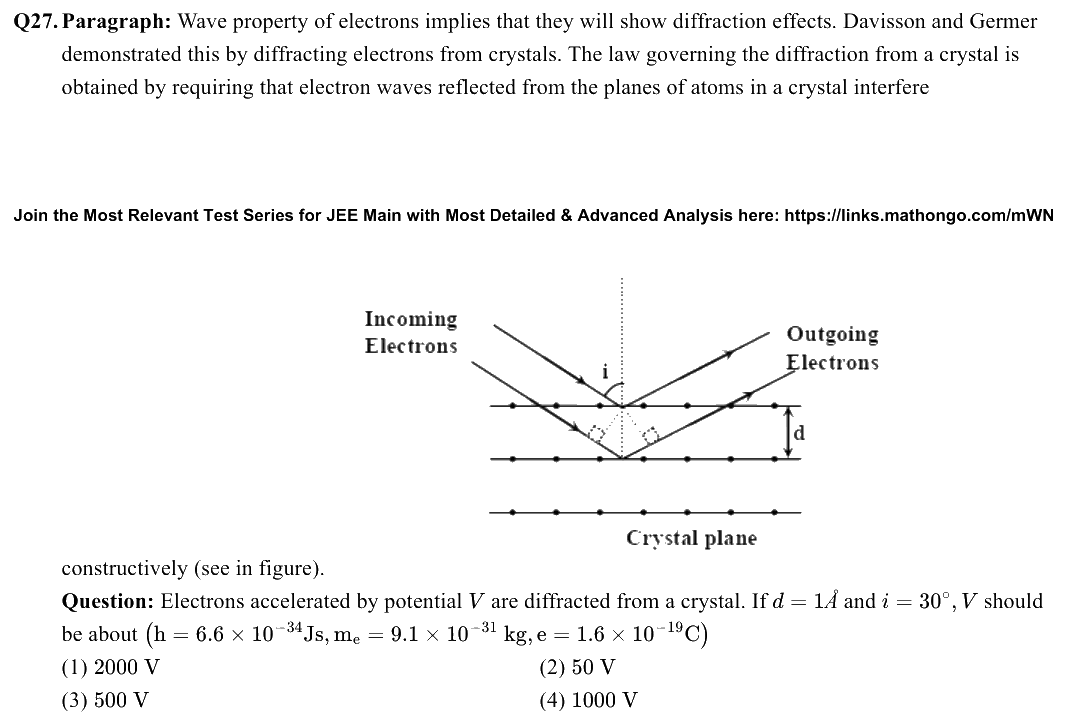 Q27. Paragraph: Wave property of electrons implies that they will show diffraction effects. Davisson and Germer
demonstrated this by diffracting electrons from crystals. The law governing the diffraction from a crystal is
obtained by requiring that electron waves reflected from the planes of atoms in a crystal interfere
Join the Most Relevant Test Series for JEE Main with Most Detailed & Advanced Analysis here: https://links.mathongo.com/mWN
Incoming
Electrons
i
Outgoing
Electrons
d
Crystal plane
constructively (see in figure).
Question: Electrons accelerated by potential V are diffracted from a crystal. If d = 1Å and i = 30°, V should
be about (h = 6.6 × 10⁻³⁴Js, mₑ = 9.1 × 10⁻³¹ kg, e = 1.6 × 10⁻¹⁹C)
(1) 2000 V (2) 50 V
(3) 500 V (4) 1000 V